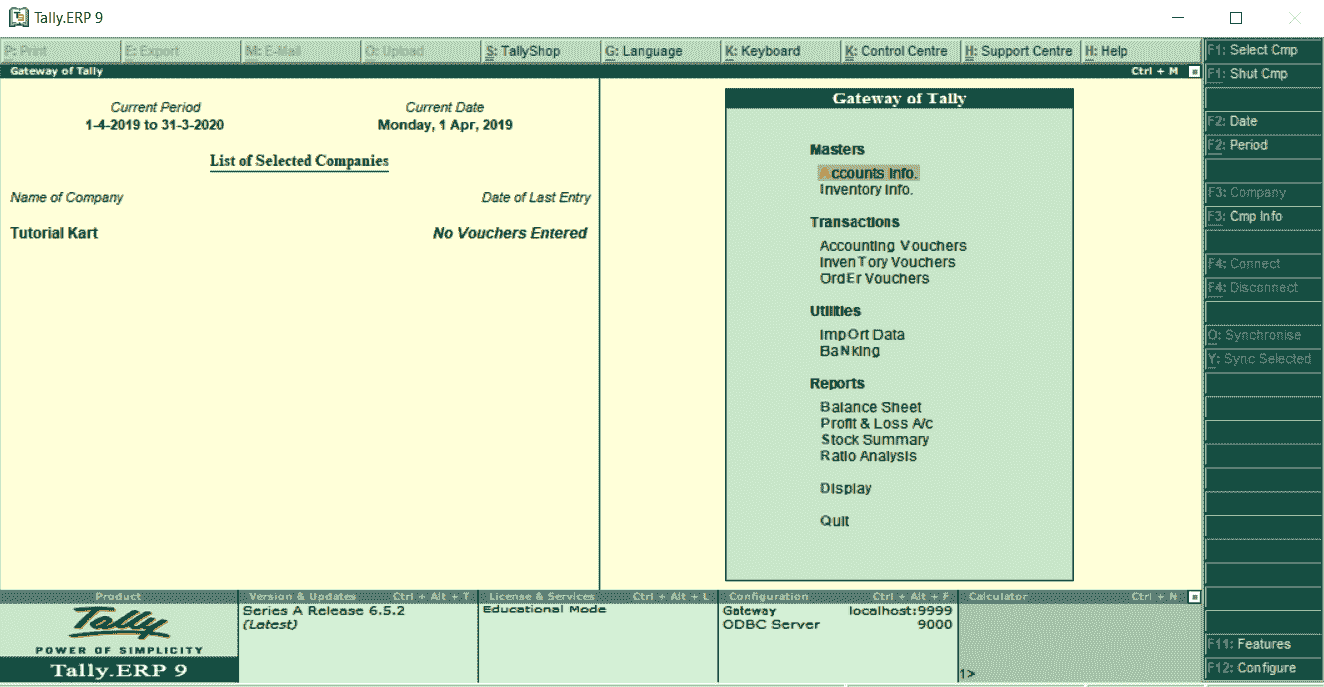 Tally.ERP 9
P: Print E: Export M: E-Mail O: Upload S: TallyShop G: Language K: Keyboard K: Control Centre H: Support Centre H: Help
Gateway of Tally Ctrl + M
Current Period Current Date
1-4-2019 to 31-3-2020 Monday, 1 Apr, 2019
List of Selected Companies
Name of Company Date of Last Entry
Tutorial Kart No Vouchers Entered
Gateway of Tally
Masters
Accounts Info.
Inventory Info.
Transactions
Accounting Vouchers
InvenTory Vouchers
OrdEr Vouchers
Utilities
ImpOrt Data
BaNking
Reports
Balance Sheet
Profit & Loss A/c
Stock Summary
Ratio Analysis
Display
Quit
F1: Select Cmp
F1: Shut Cmp
F2: Date
F2: Period
F3: Company
F3: Cmp Info
F4: Connect
F4: Disconnect
O: Synchronise
Y: Sync Selected
F11: Features
F12: Configure
Product
Tally
POWER OF SIMPLICITY
Tally.ERP 9
Version & Updates Ctrl + Alt + T
Series A Release 6.5.2
(Latest)
License & Services Ctrl + Alt + L
Educational Mode
Configuration Ctrl + Alt + F
Gateway localhost:9999
ODBC Server 9000
Calculator Ctrl + N
1>